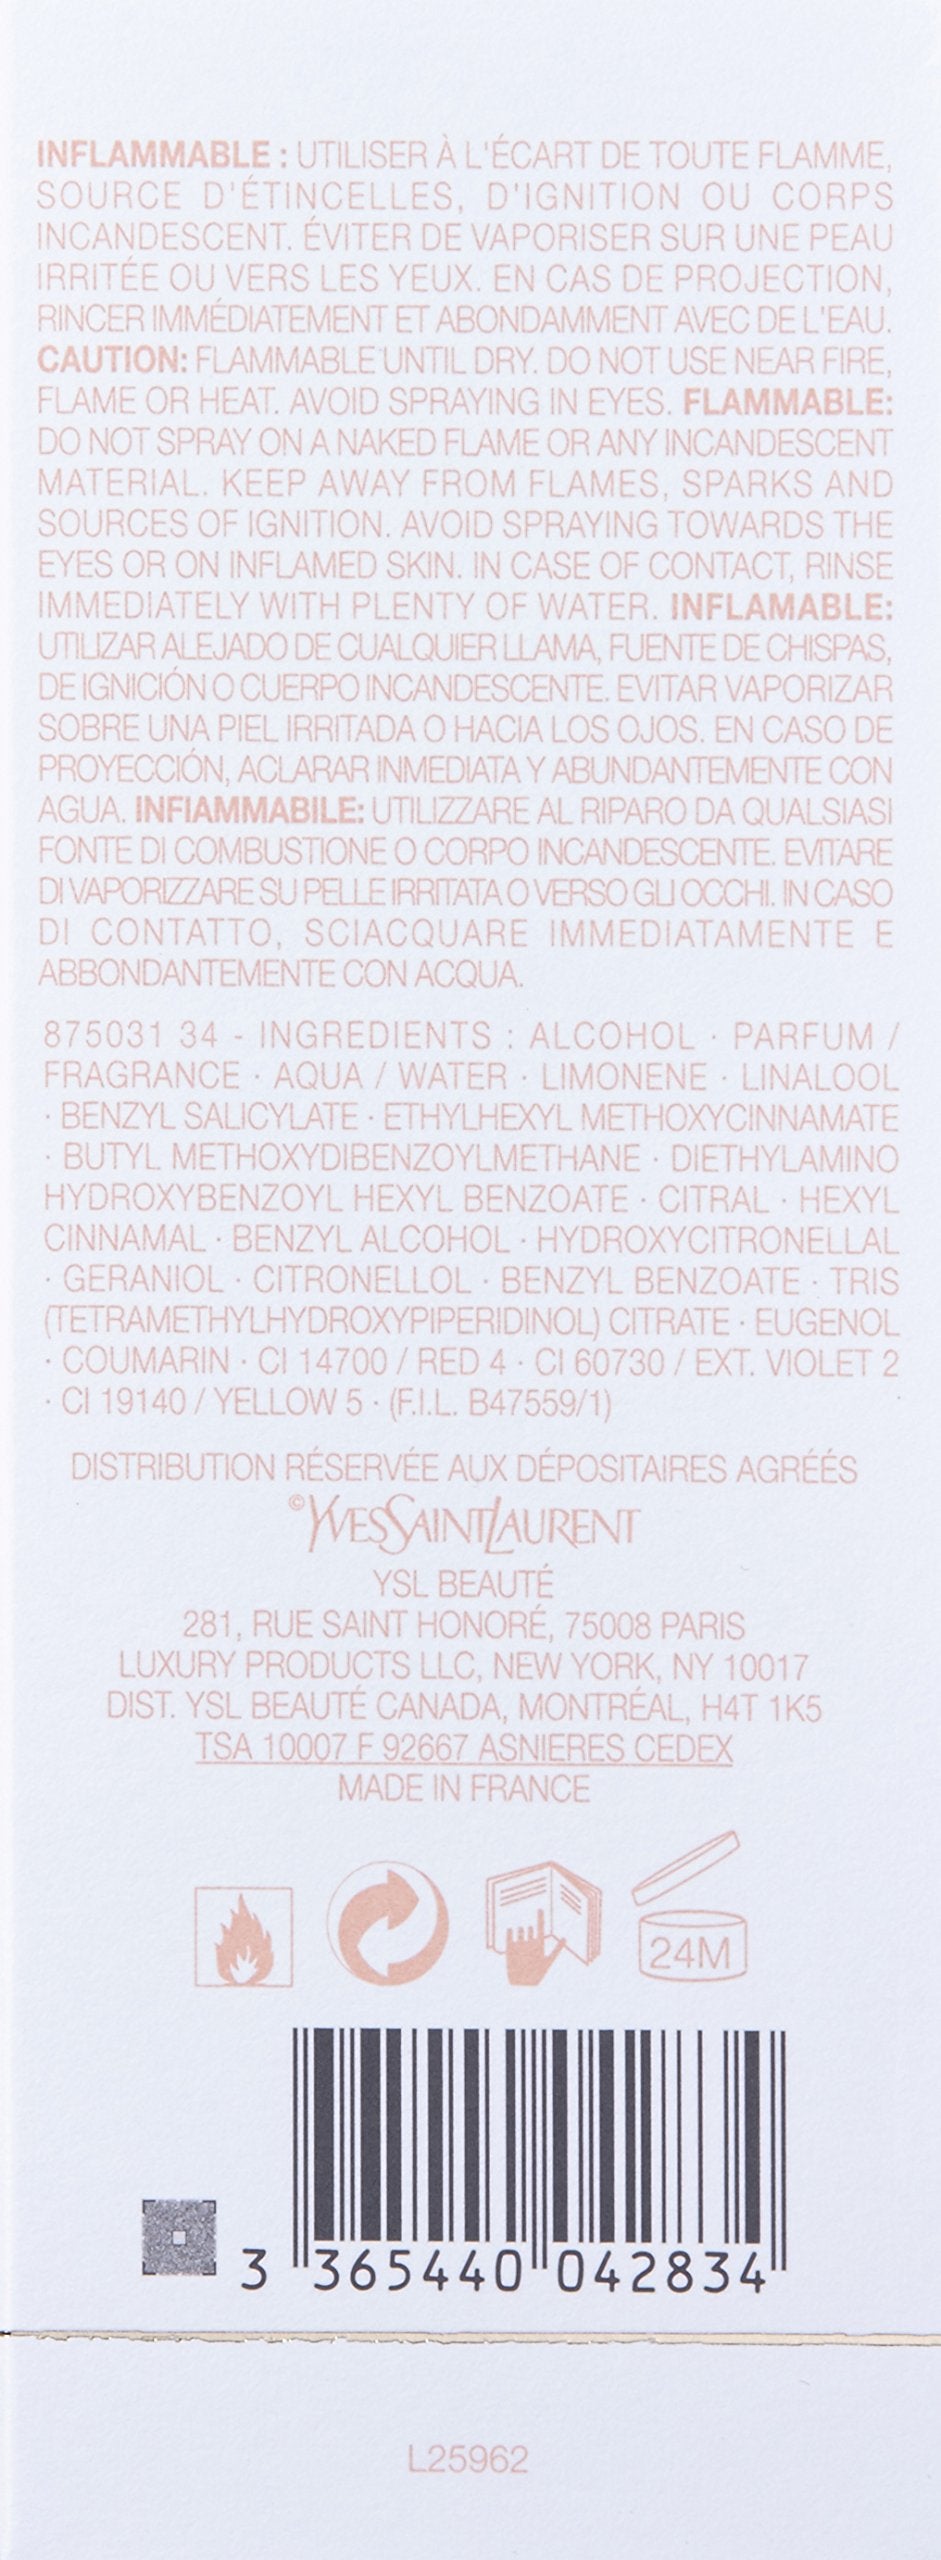 INFLAMMABLE : UTILISER À L'ÉCART DE TOUTE FLAMME,
SOURCE D'ÉTINCELLES, D'IGNITION OU CORPS
INCANDESCENT. ÉVITER DE VAPORISER SUR UNE PEAU
IRRITÉE OU VERS LES YEUX. EN CAS DE PROJECTION,
RINCER IMMÉDIATEMENT ET ABONDAMMENT AVEC DE L'EAU.
CAUTION: FLAMMABLE UNTIL DRY. DO NOT USE NEAR FIRE,
FLAME OR HEAT. AVOID SPRAYING IN EYES. FLAMMABLE:
DO NOT SPRAY ON A NAKED FLAME OR ANY INCANDESCENT
MATERIAL. KEEP AWAY FROM FLAMES, SPARKS AND
SOURCES OF IGNITION. AVOID SPRAYING TOWARDS THE
EYES OR ON INFLAMED SKIN. IN CASE OF CONTACT, RINSE
IMMEDIATELY WITH PLENTY OF WATER. INFLAMABLE:
UTILIZAR ALEJADO DE CUALQUIER LLAMA, FUENTE DE CHISPAS,
DE IGNICIÓN O CUERPO INCANDESCENTE. EVITAR VAPORIZAR
SOBRE UNA PIEL IRRITADA O HACIA LOS OJOS. EN CASO DE
PROYECCIÓN, ACLARAR INMEDIATA Y ABUNDANTEMENTE CON
AGUA. INFIAMMABILE: UTILIZZARE AL RIPARO DA QUALSIASI
FONTE DI COMBUSTIONE O CORPO INCANDESCENTE. EVITARE
DI VAPORIZZARE SU PELLE IRRITATA O VERSO GLI OCCHI. IN CASO
DI CONTATTO, SCIACQUARE IMMEDIATAMENTE E
ABBONDANTEMENTE CON ACQUA.
875031 34 - INGREDIENTS : ALCOHOL · PARFUM /
FRAGRANCE · AQUA / WATER · LIMONENE · LINALOOL
· BENZYL SALICYLATE · ETHYLHEXYL METHOXYCINNAMATE
· BUTYL METHOXYDIBENZOYLMETHANE · DIETHYLAMINO
HYDROXYBENZOYL HEXYL BENZOATE · CITRAL · HEXYL
CINNAMAL · BENZYL ALCOHOL · HYDROXYCITRONELLAL
· GERANIOL · CITRONELLOL · BENZYL BENZOATE · TRIS
(TETRAMETHYLHYDROXYPIPERIDINOL) CITRATE · EUGENOL
· COUMARIN · CI 14700 / RED 4 · CI 60730 / EXT. VIOLET 2
· CI 19140 / YELLOW 5 · (F.I.L. B47559/1)
DISTRIBUTION RÉSERVÉE AUX DÉPOSITAIRES AGRÉÉS
©YVESSAINTLAURENT
YSL BEAUTÉ
281, RUE SAINT HONORÉ, 75008 PARIS
LUXURY PRODUCTS LLC, NEW YORK, NY 10017
DIST. YSL BEAUTÉ CANADA, MONTRÉAL, H4T 1K5
TSA 10007 F 92667 ASNIERES CEDEX
MADE IN FRANCE
24M
3 365440 042834
L25962